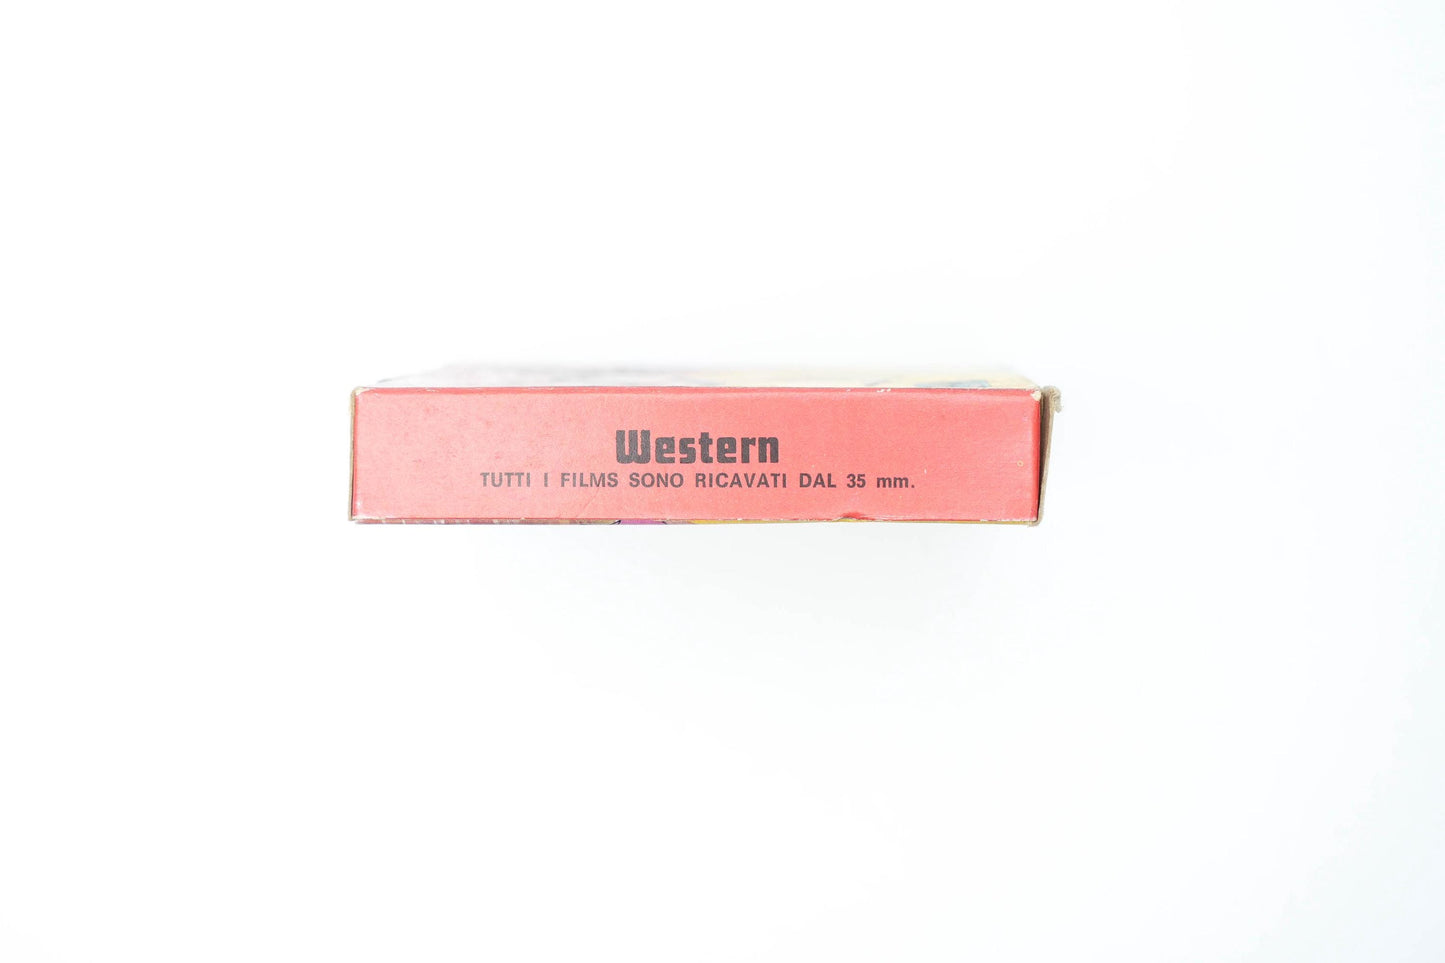 Western
TUTTI I FILMS SONO RICAVATI DAL 35 mm.